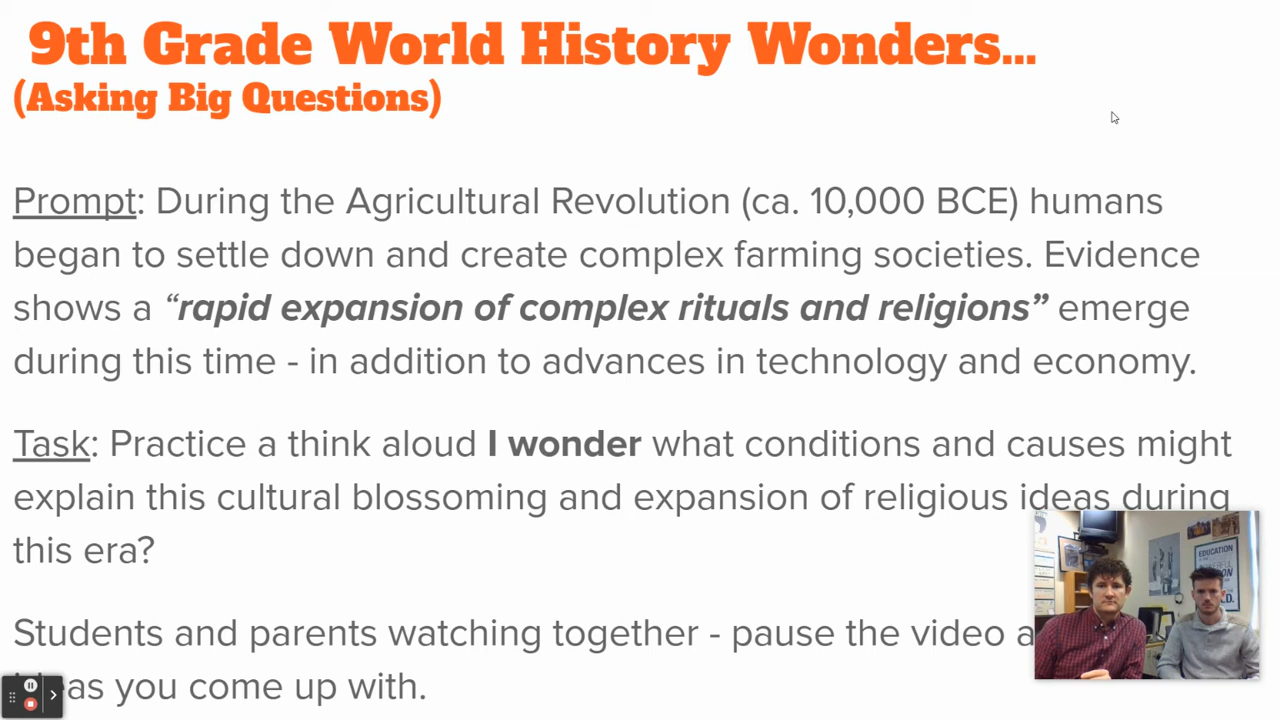 9th Grade World History Wonders...
(Asking Big Questions)
Prompt: During the Agricultural Revolution (ca. 10,000 BCE) humans
began to settle down and create complex farming societies. Evidence
shows a “rapid expansion of complex rituals and religions” emerge
during this time - in addition to advances in technology and economy.
Task: Practice a think aloud I wonder what conditions and causes might
explain this cultural blossoming and expansion of religious ideas during
this era?
Students and parents watching together - pause the video
you come up with.
EDUCATION